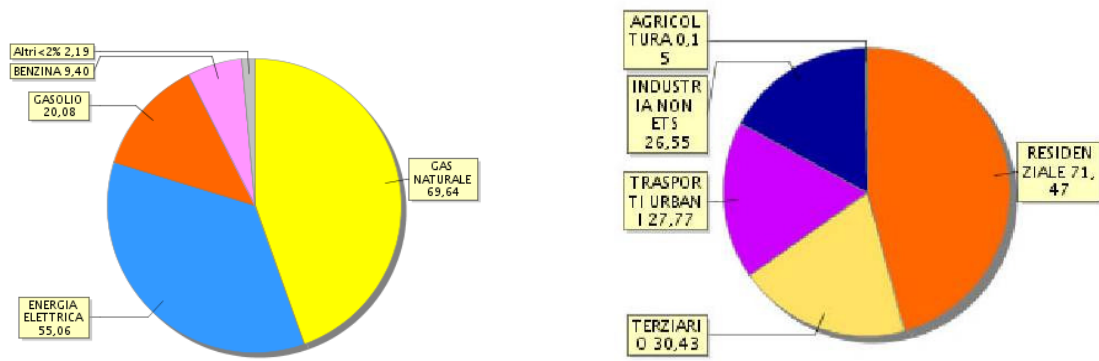 Altri<2% 2,19
BENZINA 9,40
GASOLIO
20,08
GAS
NATURALE
69,64
ENERGIA
ELETTRICA
55,06
AGRICOL
TURA 0,1
5
INDUSTR
IA NON
ETS
26,55
RESIDEN
ZIALE 71,
47
TRASPOR
TI URBAN
I 27,77
TERZIARI
O 30,43